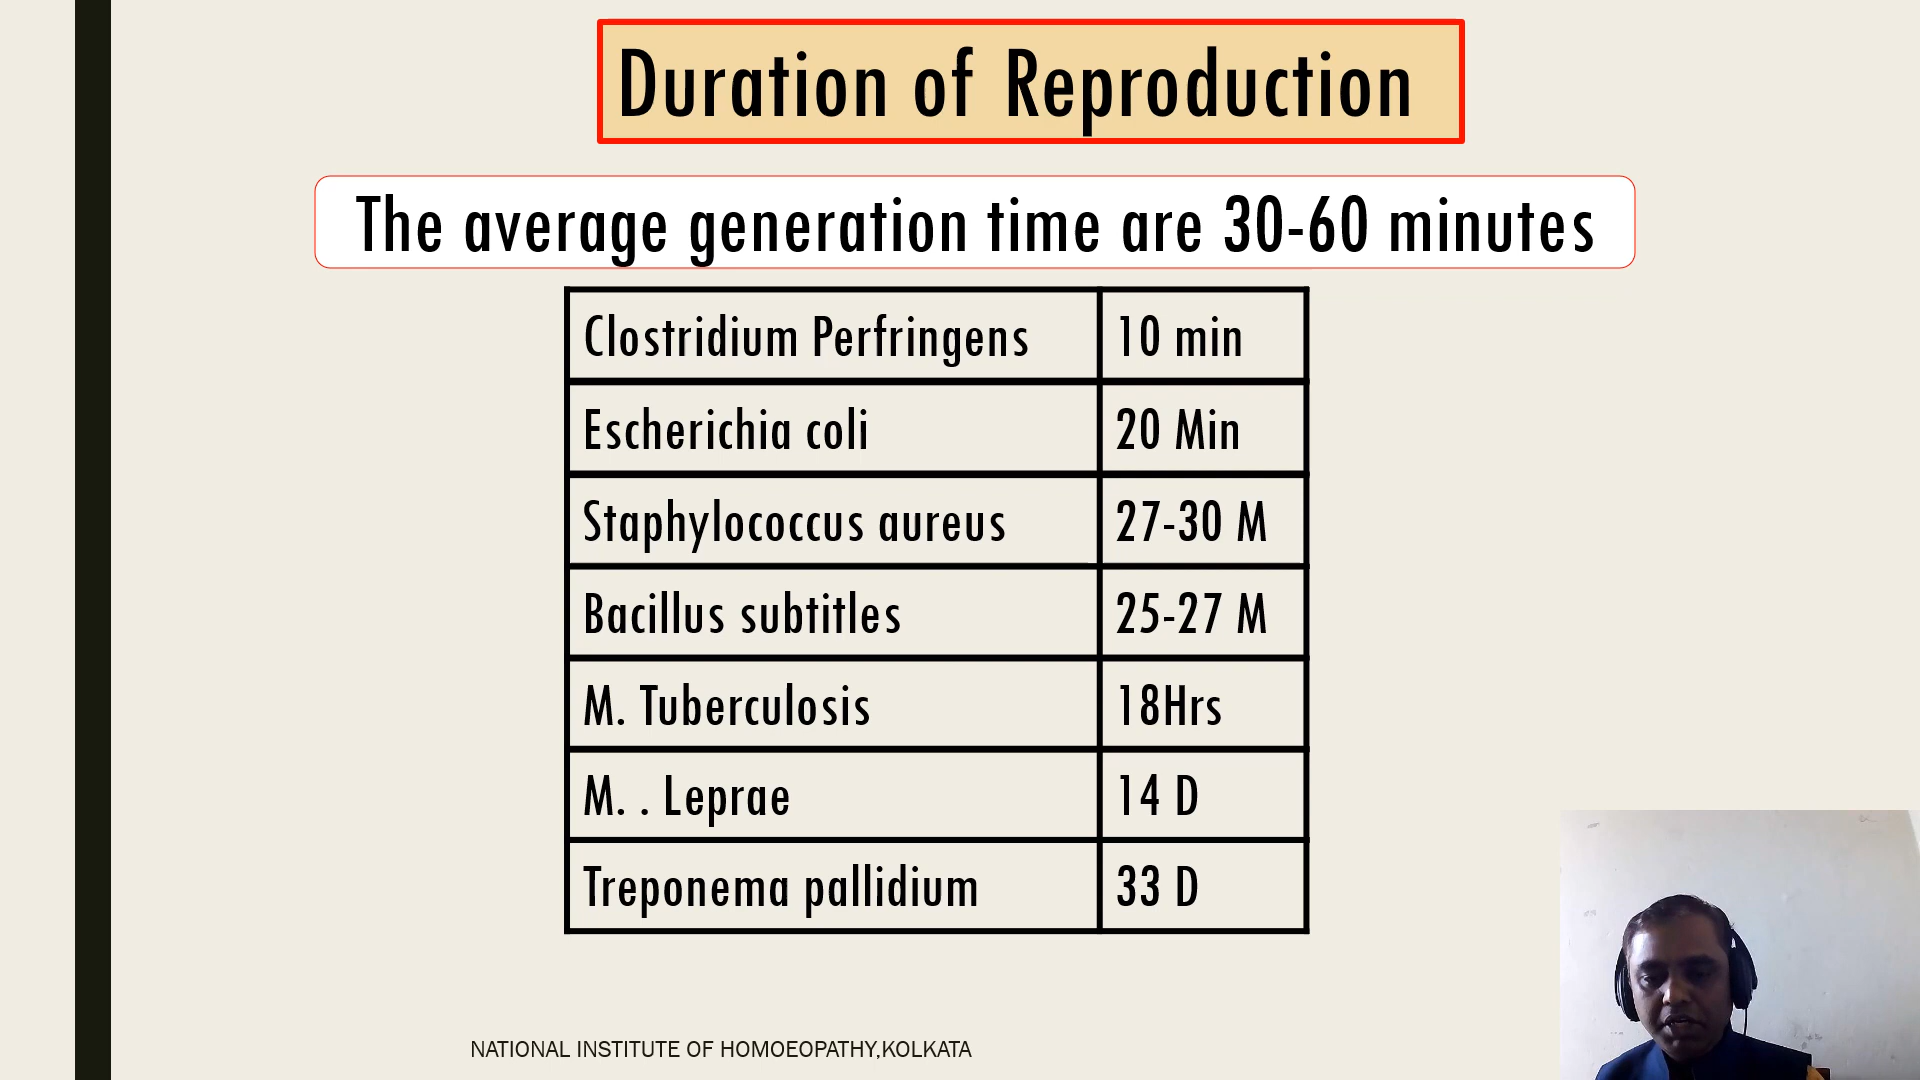 Duration of Reproduction
The average generation time are 30-60 minutes
Clostridium Perfringens 10 min
Escherichia coli 20 Min
Staphylococcus aureus 27-30 M
Bacillus subtitles 25-27 M
M. Tuberculosis 18Hrs
M. . Leprae 14 D
Treponema pallidium 33 D
NATIONAL INSTITUTE OF HOMOEOPATHY,KOLKATA